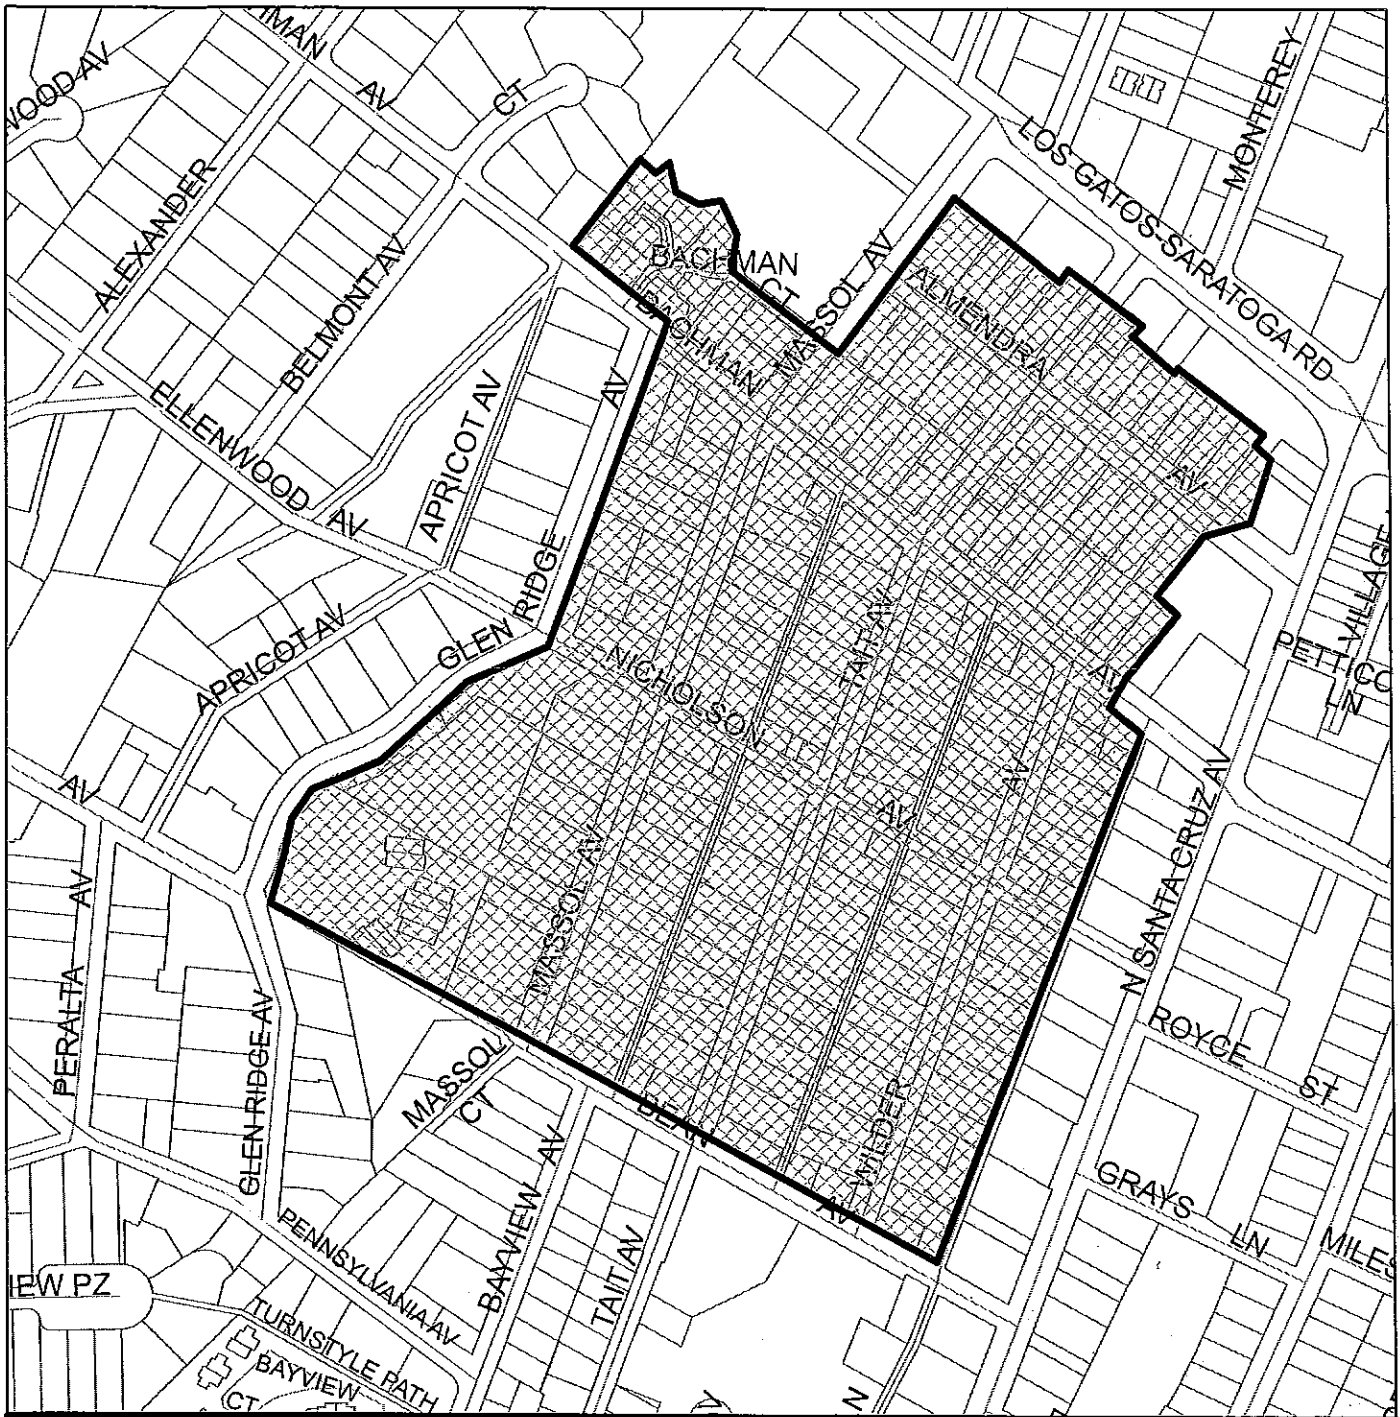 HMAN
AV
WOOD AV
CT
LOS GATOS-SARATOGA RD
MONTEREY
ALEXANDER
BELMONT AV
BACHMAN
CT
MASSOL AV
ALMENDRA
AV
BACHMAN
AV
ELLENWOOD
AV
APRICOT AV
GLEN RIDGE
AV
VILLAGE
PETTICO
LN
APRICOT AV
NICHOLSON
AV
TAIT AV
AV
N SANTA CRUZ AV
AV
PERALTA
AV
MASSOL AV
GLEN RIDGE AV
MASSOL
CT
BEAN
AV
WILDER
ROYCE
ST
GRAYS
LN
MILES
BAYVIEW
AV
TAIT AV
PENNSYLVANIA AV
IEW PZ
TURNSTYLE PATH
BAYVIEW
CT
N